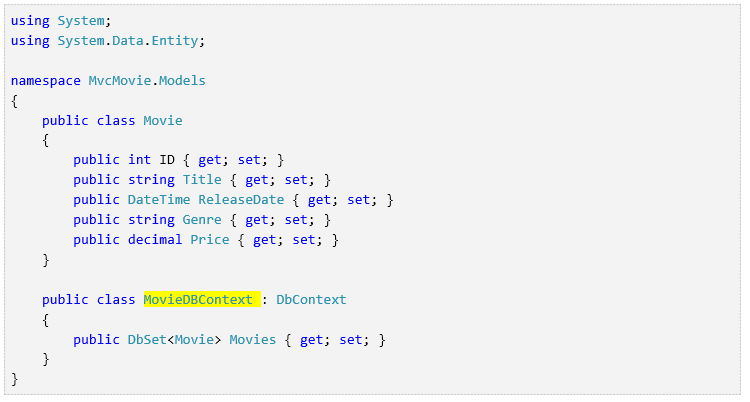 using System;
using System.Data.Entity;
namespace MvcMovie.Models
{
public class Movie
{
public int ID { get; set; }
public string Title { get; set; }
public DateTime ReleaseDate { get; set; }
public string Genre { get; set; }
public decimal Price { get; set; }
}
public class MovieDBContext : DbContext
{
public DbSet<Movie> Movies { get; set; }
}
}